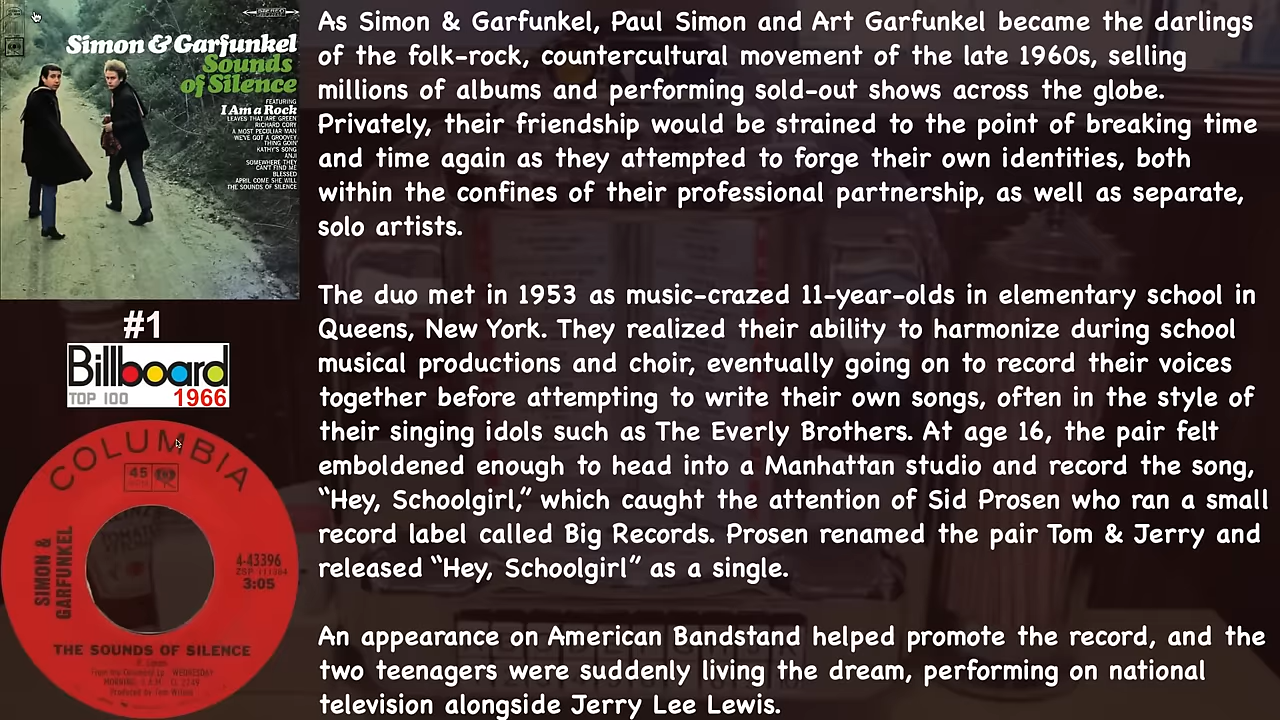 Simon & Garfunkel
Sounds
of Silence
FEATURING
I Am a Rock
LEAVES THAT ARE GREEN
RICHARD CORY
A MOST PECULIAR MAN
WE'VE GOT A GROOVEY
THING GOIN'
KATHY'S SONG
ANJI
SOMEWHERE THEY
CAN'T FIND ME
BLESSED
APRIL COME SHE WILL
THE SOUNDS OF SILENCE
#1
Billboard
TOP 100 1966
COLUMBIA
45
SIMON &
GARFUNKEL
4-43396
3:05
THE SOUNDS OF SILENCE
As Simon & Garfunkel, Paul Simon and Art Garfunkel became the darlings
of the folk-rock, countercultural movement of the late 1960s, selling
millions of albums and performing sold-out shows across the globe.
Privately, their friendship would be strained to the point of breaking time
and time again as they attempted to forge their own identities, both
within the confines of their professional partnership, as well as separate,
solo artists.
The duo met in 1953 as music-crazed 11-year-olds in elementary school in
Queens, New York. They realized their ability to harmonize during school
musical productions and choir, eventually going on to record their voices
together before attempting to write their own songs, often in the style of
their singing idols such as The Everly Brothers. At age 16, the pair felt
emboldened enough to head into a Manhattan studio and record the song,
“Hey, Schoolgirl,” which caught the attention of Sid Prosen who ran a small
record label called Big Records. Prosen renamed the pair Tom & Jerry and
released “Hey, Schoolgirl” as a single.
An appearance on American Bandstand helped promote the record, and the
two teenagers were suddenly living the dream, performing on national
television alongside Jerry Lee Lewis.